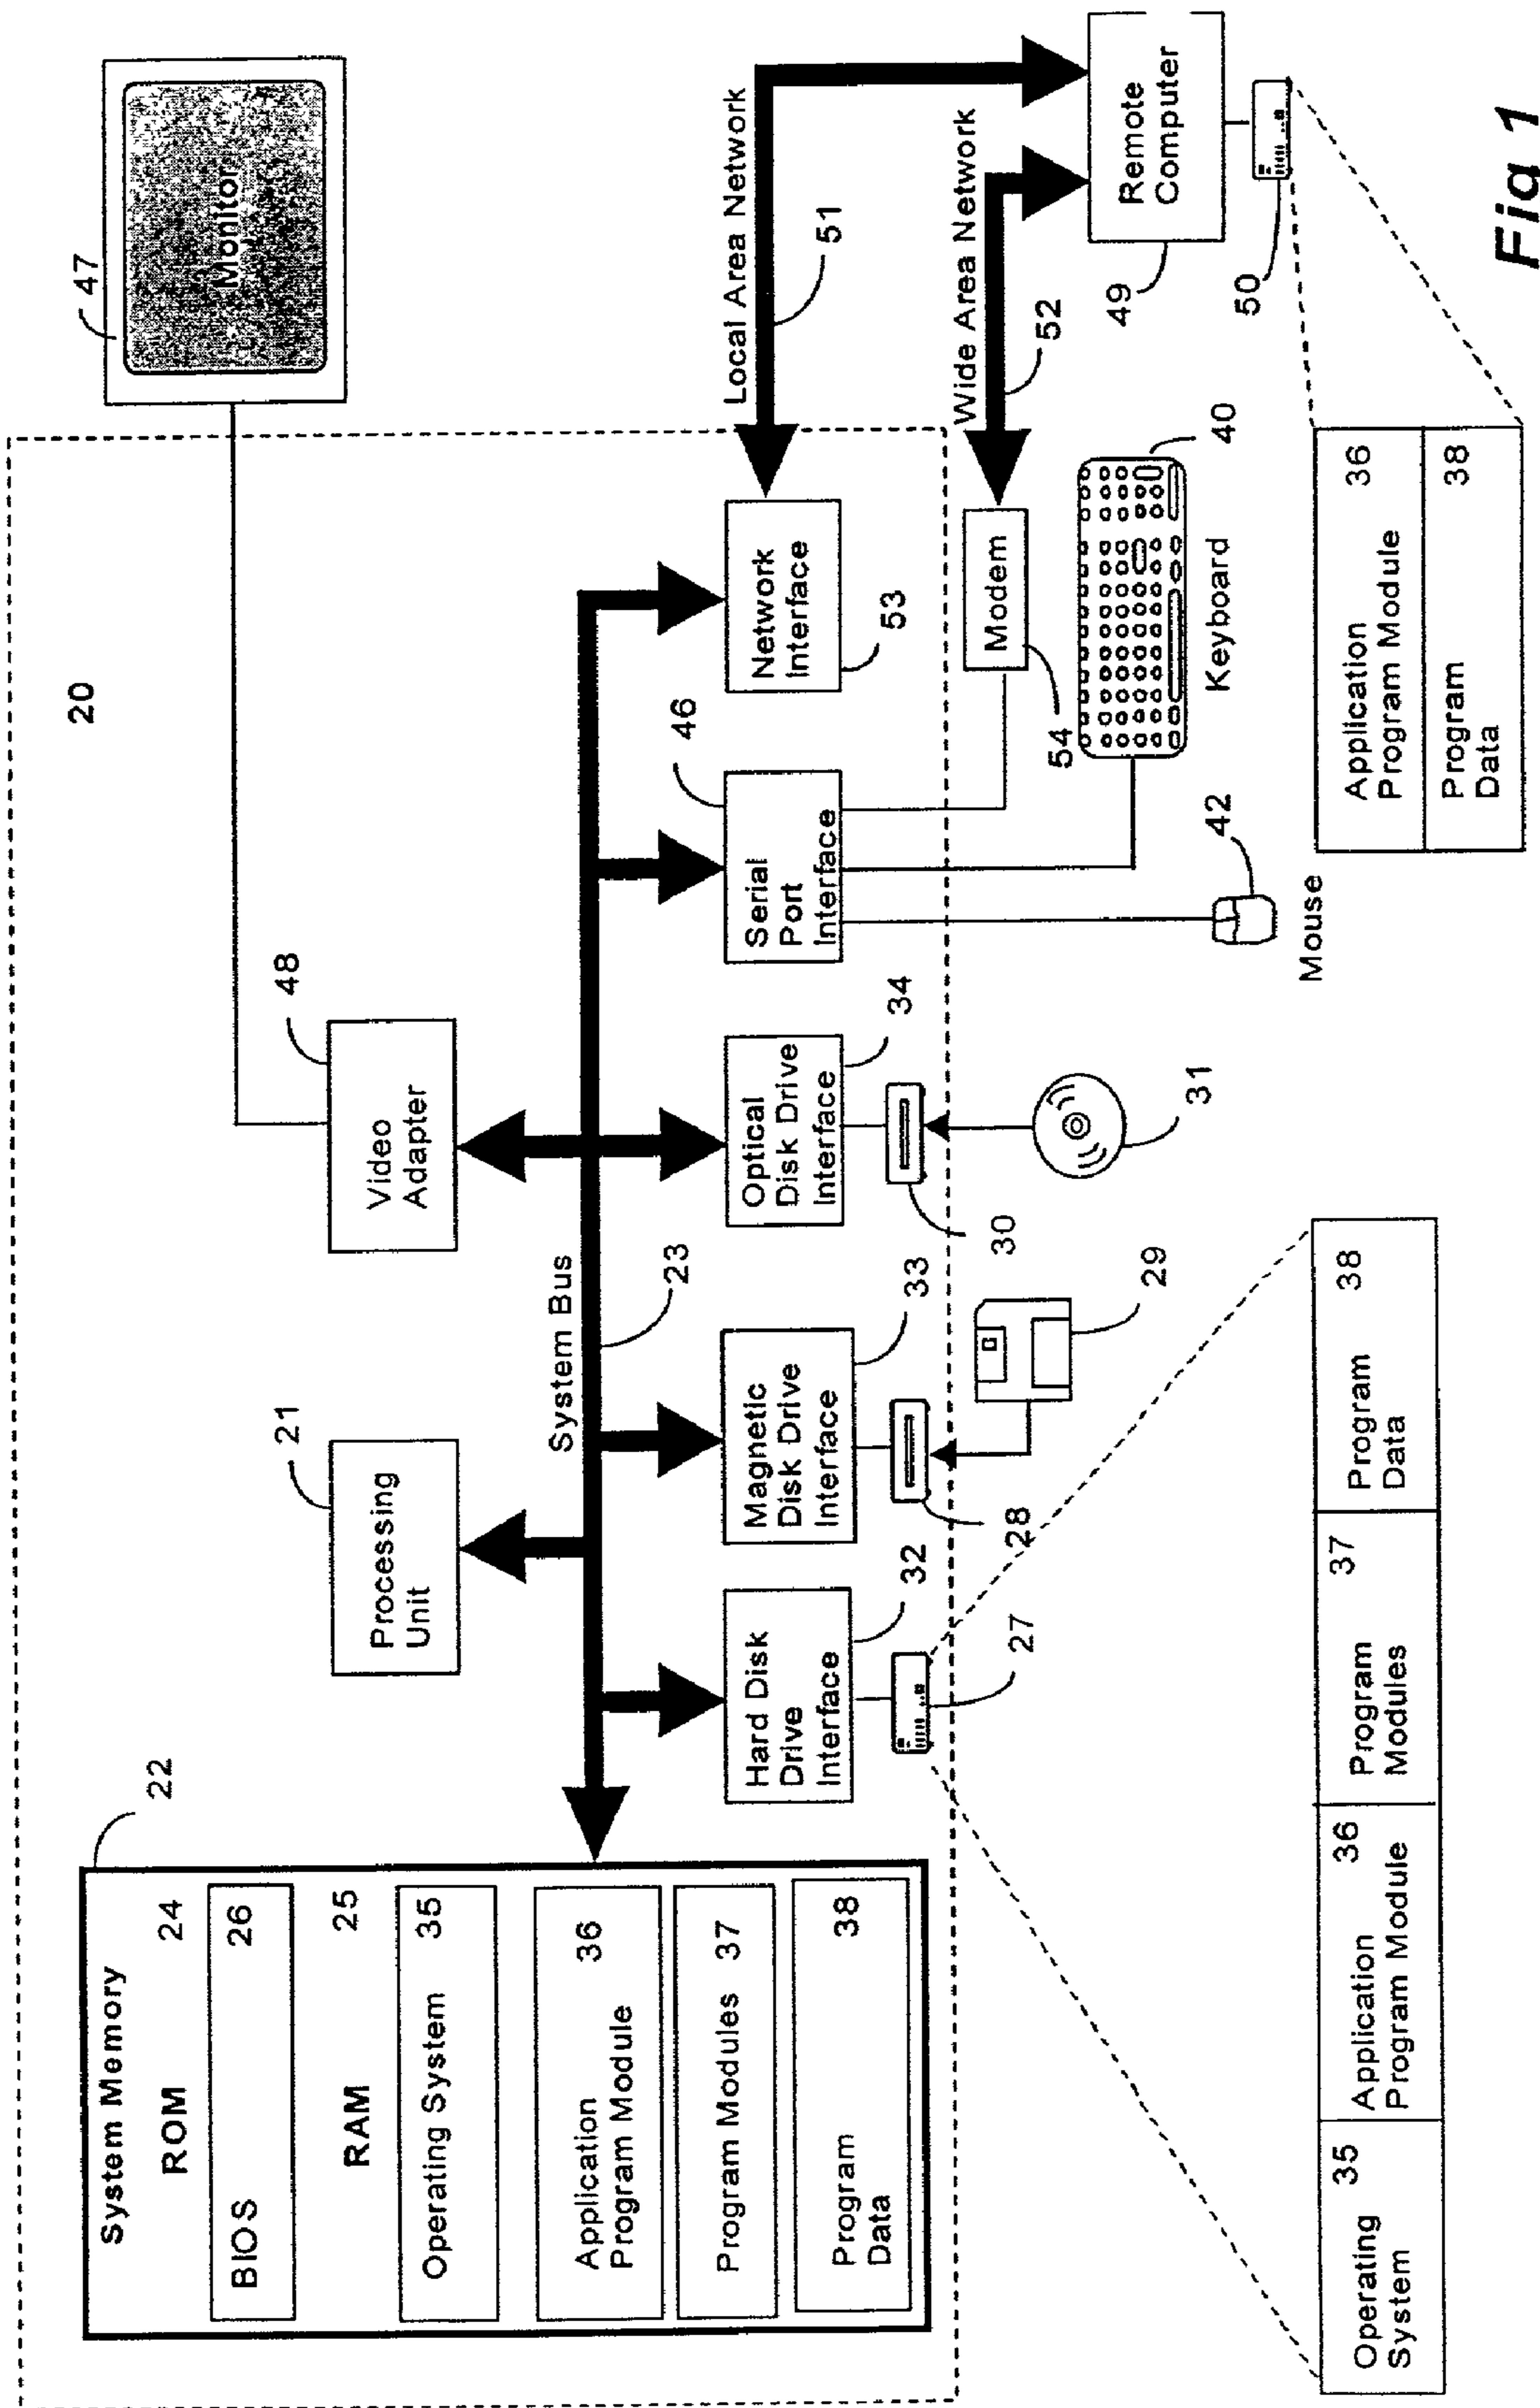 System Memory
22
ROM
24
BIOS
26
RAM
25
Operating System
35
Application
Program Module
36
Program Modules
37
Program
Data
38
20
21
Processing
Unit
48
Video
Adapter
47
Monitor
System Bus
23
Hard Disk
Drive
Interface
32
Magnetic
Disk Drive
Interface
33
Optical
Disk Drive
Interface
34
Serial
Port
Interface
46
Network
Interface
53
Local Area Network
51
27
28
30
29
31
Modem
54
Wide Area Network
52
Keyboard
40
Mouse
42
Remote
Computer
49
50
Operating
System
35
Application
Program Module
36
Program
Modules
37
Program
Data
38
Application
Program Module
36
Program
Data
38
Fig 1